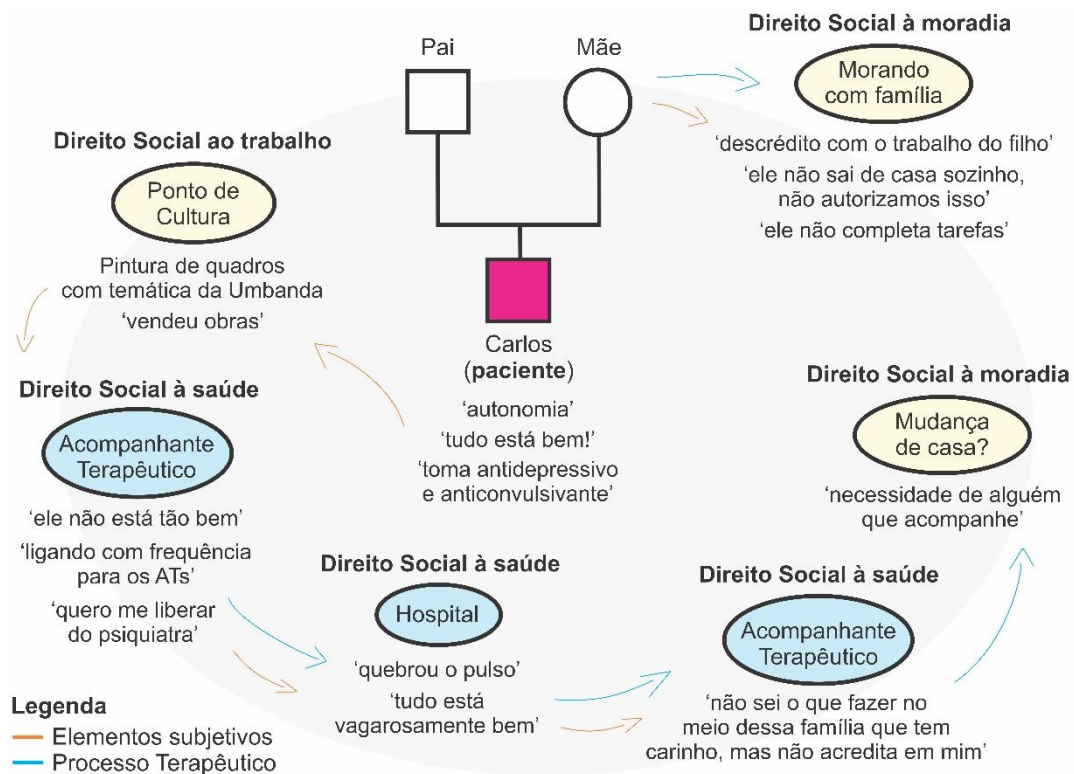 Pai
Mãe
Direito Social à moradia
Morando
com família
'descrédito com o trabalho do filho'
'ele não sai de casa sozinho,
não autorizamos isso'
'ele não completa tarefas'
Direito Social ao trabalho
Ponto de
Cultura
Pintura de quadros
com temática da Umbanda
'vendeu obras'
Carlos
(paciente)
'autonomia'
'tudo está bem!'
'toma antidepressivo
e anticonvulsivante'
Direito Social à saúde
Acompanhante
Terapêutico
'ele não está tão bem'
'ligando com frequência
para os ATs'
'quero me liberar
do psiquiatra'
Direito Social à saúde
Hospital
'quebrou o pulso'
'tudo está
vagarosamente bem'
Direito Social à saúde
Acompanhante
Terapêutico
'não sei o que fazer no
meio dessa família que tem
carinho, mas não acredita em mim'
Direito Social à moradia
Mudança
de casa?
'necessidade de alguém
que acompanhe'
Legenda
Elementos subjetivos
Processo Terapêutico